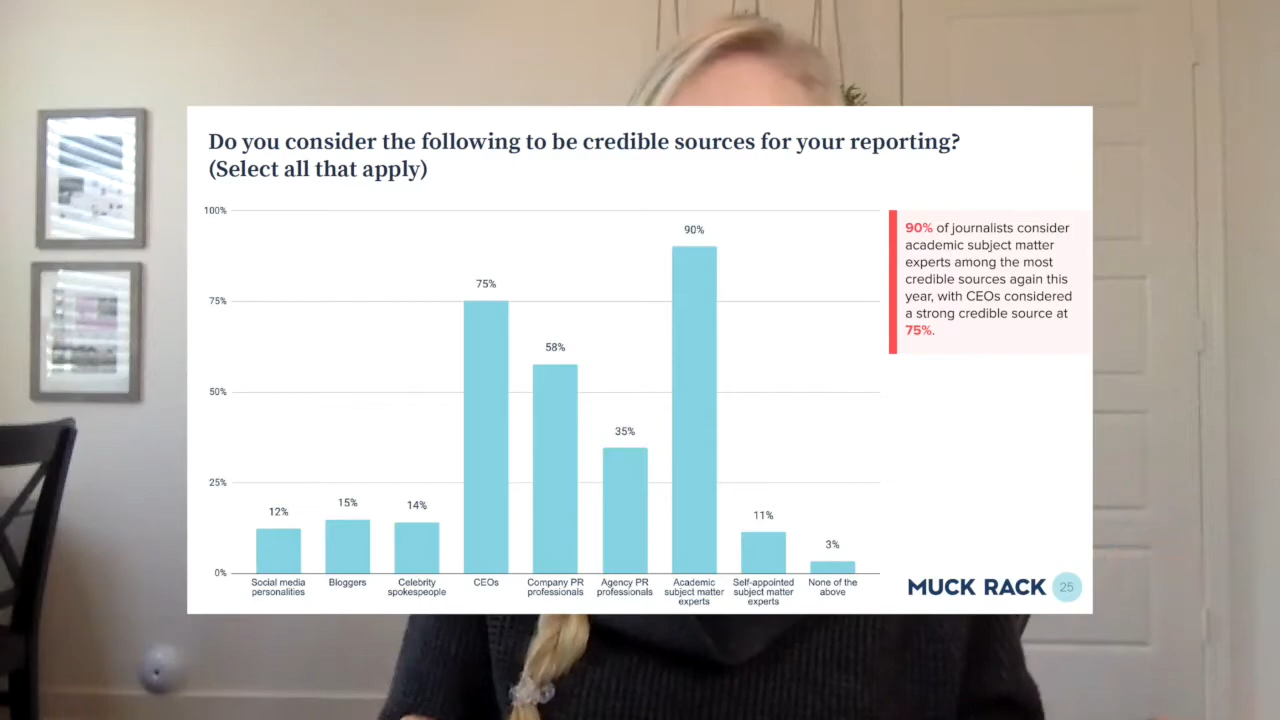 Do you consider the following to be credible sources for your reporting?
(Select all that apply)
100%
75%
50%
25%
0%
12%
15%
14%
75%
58%
35%
90%
11%
3%
Social media
personalities
Bloggers
Celebrity
spokespeople
CEOs
Company PR
professionals
Agency PR
professionals
Academic
subject matter
experts
Self-appointed
subject matter
experts
None of the
above
90% of journalists consider
academic subject matter
experts among the most
credible sources again this
year, with CEOs considered
a strong credible source at
75%.
MUCK RACK 25